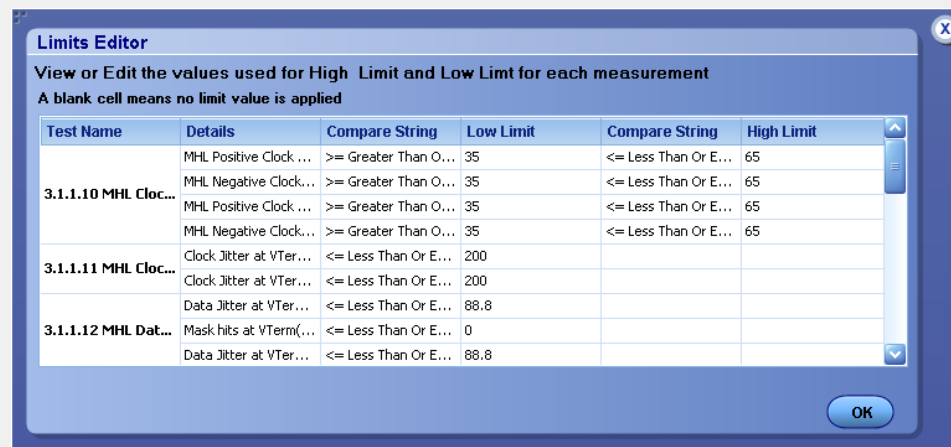 X
Limits Editor
View or Edit the values used for High Limit and Low Limt for each measurement
A blank cell means no limit value is applied
Test Name Details Compare String Low Limit Compare String High Limit
MHL Positive Clock ... >= Greater Than O... 35 <= Less Than Or E... 65
MHL Negative Clock... >= Greater Than O... 35 <= Less Than Or E... 65
3.1.1.10 MHL Cloc...
MHL Positive Clock ... >= Greater Than O... 35 <= Less Than Or E... 65
MHL Negative Clock... >= Greater Than O... 35 <= Less Than Or E... 65
Clock Jitter at VTer... <= Less Than Or E... 200
3.1.1.11 MHL Cloc...
Clock Jitter at VTer... <= Less Than Or E... 200
Data Jitter at VTer... <= Less Than Or E... 88.8
3.1.1.12 MHL Dat... Mask hits at VTerm(... <= Less Than Or E... 0
Data Jitter at VTer... <= Less Than Or E... 88.8
OK